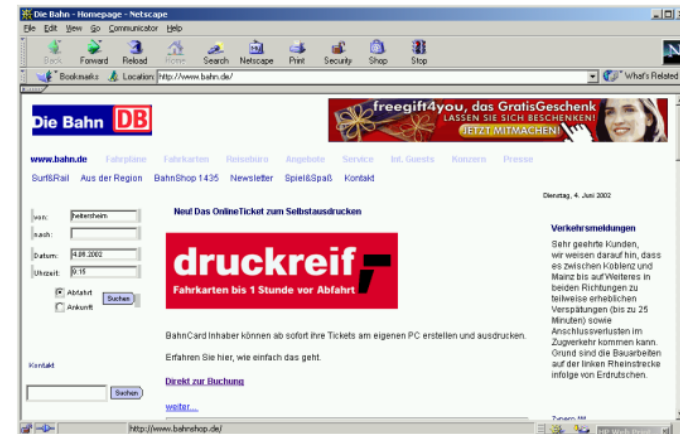 Die Bahn - Homepage - Netscape
File Edit View Go Communicator Help
Back Forward Reload Home Search Netscape Print Security Shop Stop
N
Bookmarks Location: http://www.bahn.de/ What's Related
Die Bahn DB
freegift4you, das GratisGeschenk
LASSEN SIE SICH BESCHENKEN!
JETZT MITMACHEN!
www.bahn.de Fahrpläne Fahrkarten Reisebüro Angebote Service Int. Guests Konzern Presse
Surf&Rail Aus der Region BahnShop 1435 Newsletter Spiel&Spaß Kontakt
Dienstag, 4. Juni 2002
von: heitersheim
nach:
Datum: 4.06.2002
Uhrzeit: 9:15
Abfahrt
Ankunft
Suchen
Kontakt
Suchen
Neu! Das OnlineTicket zum Selbstausdrucken
druckreif
Fahrkarten bis 1 Stunde vor Abfahrt
BahnCard Inhaber können ab sofort ihre Tickets am eigenen PC erstellen und ausdrucken.
Erfahren Sie hier, wie einfach das geht.
Direkt zur Buchung
weiter...
Verkehrsmeldungen
Sehr geehrte Kunden,
wir weisen darauf hin, dass
es zwischen Koblenz und
Mainz bis auf Weiteres in
beiden Richtungen zu
teilweise erheblichen
Verspätungen (bis zu 25
Minuten) sowie
Anschlussverlusten im
Zugverkehr kommen kann.
Grund sind die Bauarbeiten
auf der linken Rheinstrecke
infolge von Erdrutschen.
http://www.bahnshop.de/
HP Web Print